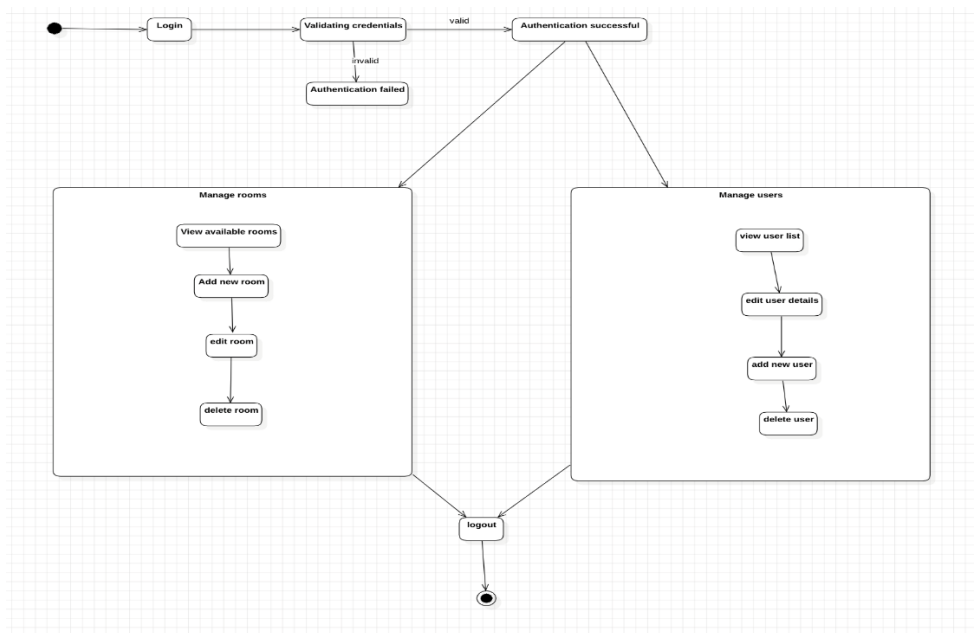 Login
Validating credentials
valid
Authentication successful
invalid
Authentication failed
Manage rooms
View available rooms
Add new room
edit room
delete room
Manage users
view user list
edit user details
add new user
delete user
logout